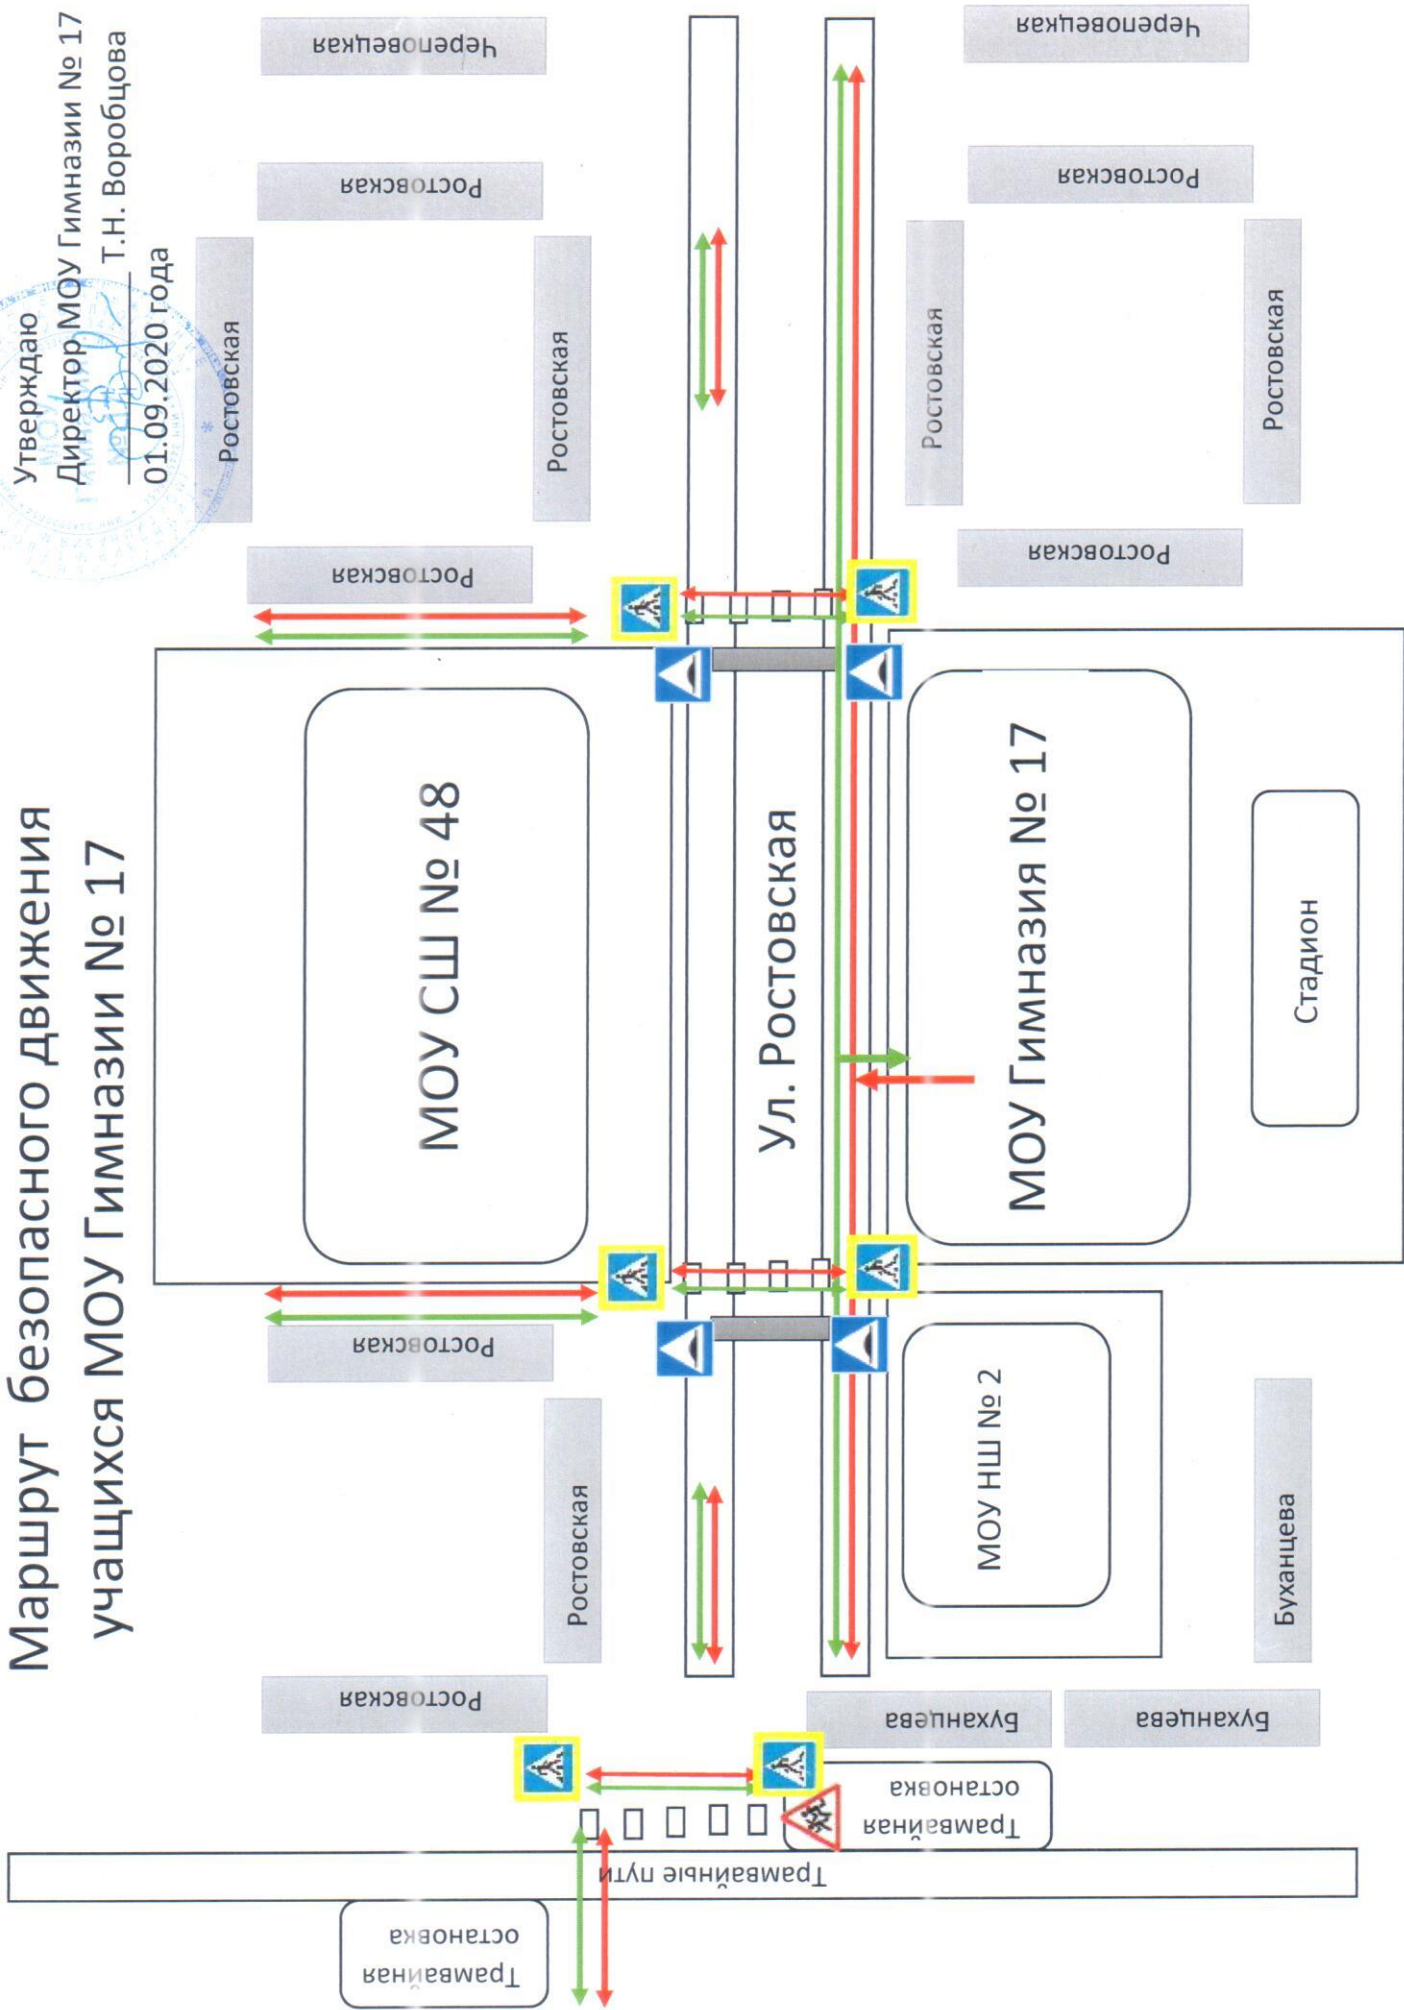 Маршрут безопасного движения
учащихся МОУ Гимназии № 17
Утверждаю
Директор МОУ Гимназии № 17
Т.Н. Воробцова
01.09.2020 года
МОУ
Ростовская
Ростовская
Ростовская
Ростовская
Череповецкая
МОУ СШ № 48
Ростовская
Ростовская
Ростовская
Ул. Ростовская
Трамвайные пути
Трамвайная
остановка
Трамвайная
остановка
Буханцева
Буханцева
Буханцева
МОУ НШ № 2
МОУ Гимназия № 17
Стадион
Ростовская
Ростовская
Ростовская
Ростовская
Череповецкая